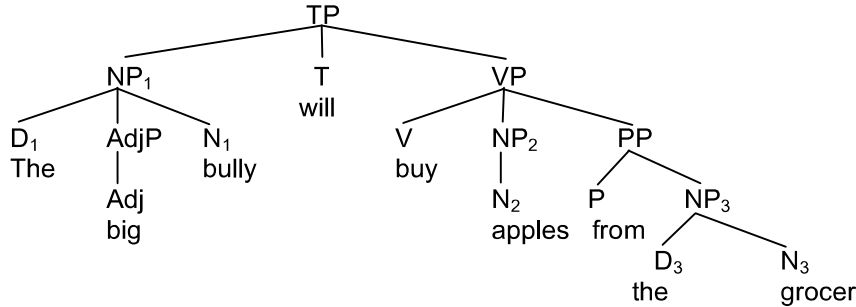 TP
NP₁ T VP
will
D₁ AdjP N₁ V NP₂ PP
The bully buy
Adj N₂ P NP₃
big apples from
D₃ N₃
the grocer